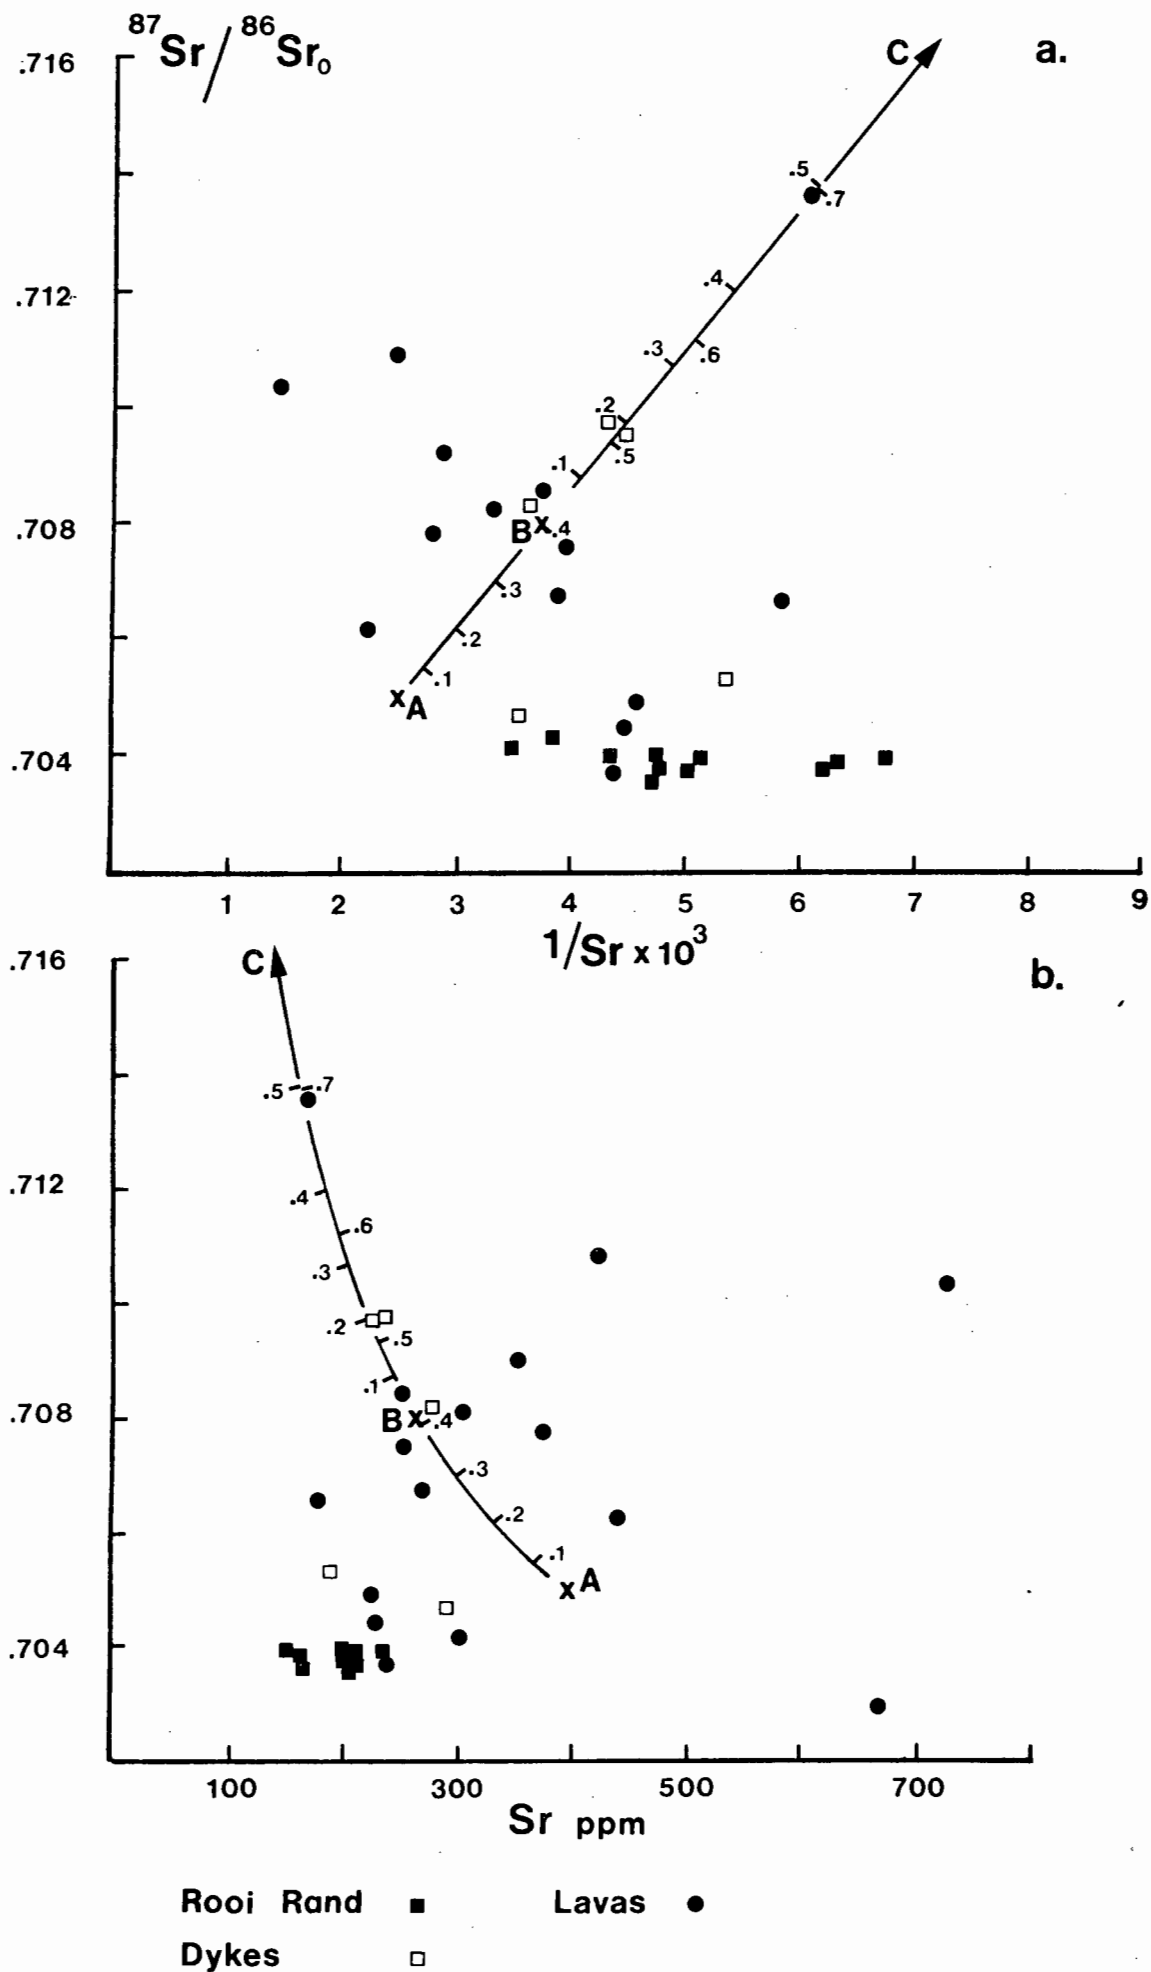 87Sr/86Sr0
a.
.716
C
.5
.7
.712
.4
.3
.6
.2
.5
.1
.708
B
.4
.3
.2
.1
A
.704
1 2 3 4 5 6 7 8 9
1/Sr x 10³
b.
.716
C
.5
.7
.712
.4
.6
.3
.2
.5
.1
.708
B
.4
.3
.2
.1
A
.704
100 300 500 700
Sr ppm
Rooi Rand
Lavas
Dykes